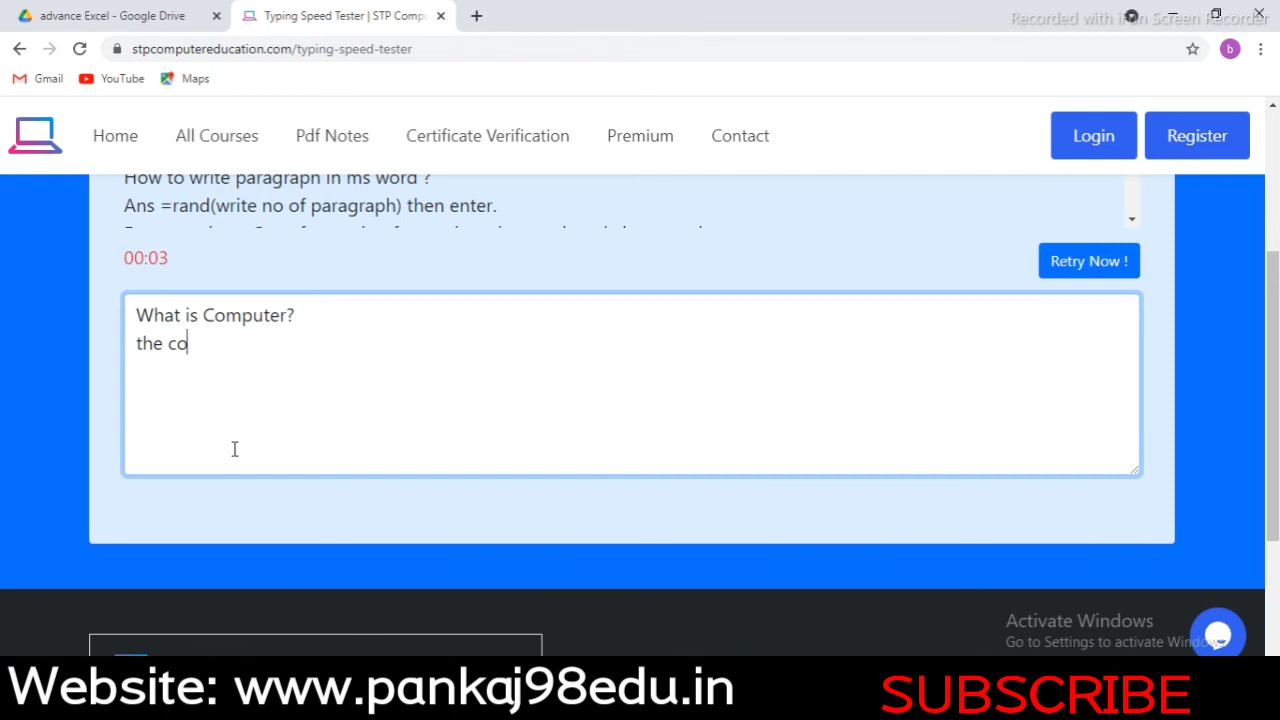 advance Excel - Google Drive
Typing Speed Tester | STP Compu
Recorded with iFun Screen Recorder
stpcomputereducation.com/typing-speed-tester
b
Gmail
YouTube
Maps
Home
All Courses
Pdf Notes
Certificate Verification
Premium
Contact
Login
Register
How to write paragraph in ms word ?
Ans =rand(write no of paragraph) then enter.
00:03
Retry Now !
What is Computer?
the co
Activate Windows
Go to Settings to activate Windows.
Website: www.pankaj98edu.in
SUBSCRIBE